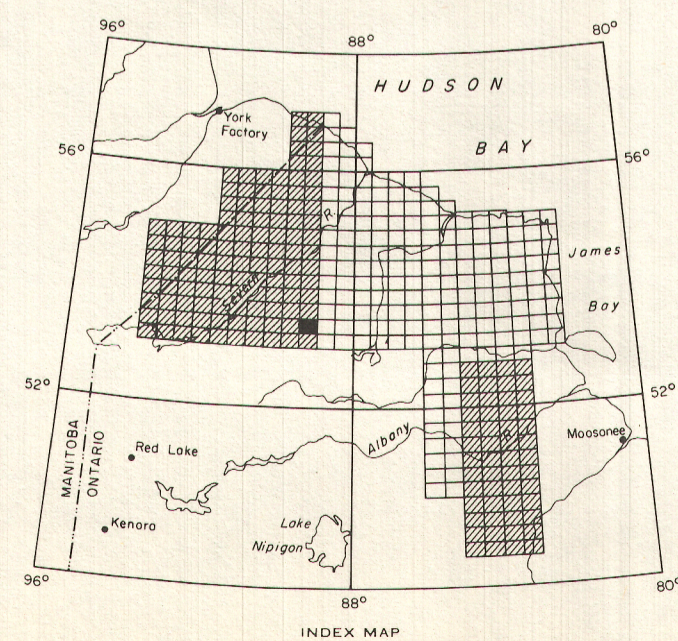 96°
88°
80°
HUDSON
BAY
York
Factory
56°
56°
R.
Severn
James
Bay
52°
52°
MANITOBA
ONTARIO
Red Lake
Albany
R.
Moosonee
Kenora
Lake
Nipigon
96°
88°
80°
INDEX MAP